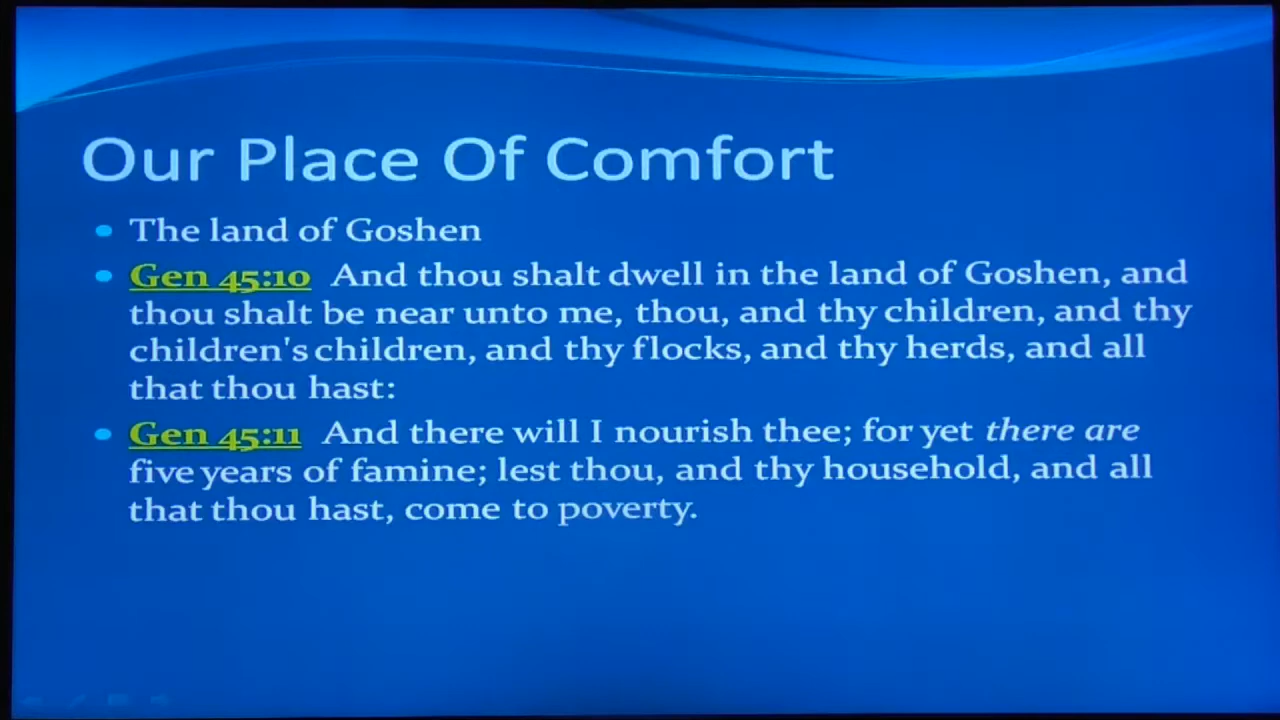 Our Place Of Comfort
The land of Goshen
Gen 45:10 And thou shalt dwell in the land of Goshen, and
thou shalt be near unto me, thou, and thy children, and thy
children's children, and thy flocks, and thy herds, and all
that thou hast:
Gen 45:11 And there will I nourish thee; for yet there are
five years of famine; lest thou, and thy household, and all
that thou hast, come to poverty.